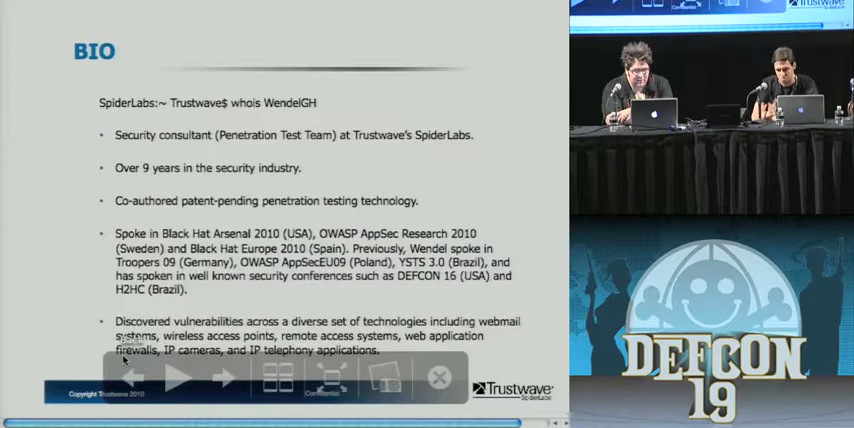 BIO
SpiderLabs:~ Trustwave$ whois WendelGH
Security consultant (Penetration Test Team) at Trustwave's SpiderLabs.
Over 9 years in the security industry.
Co-authored patent-pending penetration testing technology.
Spoke in Black Hat Arsenal 2010 (USA), OWASP AppSec Research 2010
(Sweden) and Black Hat Europe 2010 (Spain). Previously, Wendel spoke in
Troopers 09 (Germany), OWASP AppSecEU09 (Poland), YSTS 3.0 (Brazil), and
has spoken in well known security conferences such as DEFCON 16 (USA) and
H2HC (Brazil).
Discovered vulnerabilities across a diverse set of technologies including webmail
systems, wireless access points, remote access systems, web application
firewalls, IP cameras, and IP telephony applications.
Copyright Trustwave 2010
Confidential
Trustwave
SpiderLabs
Trustwave
SpiderLabs
DEFCON
19